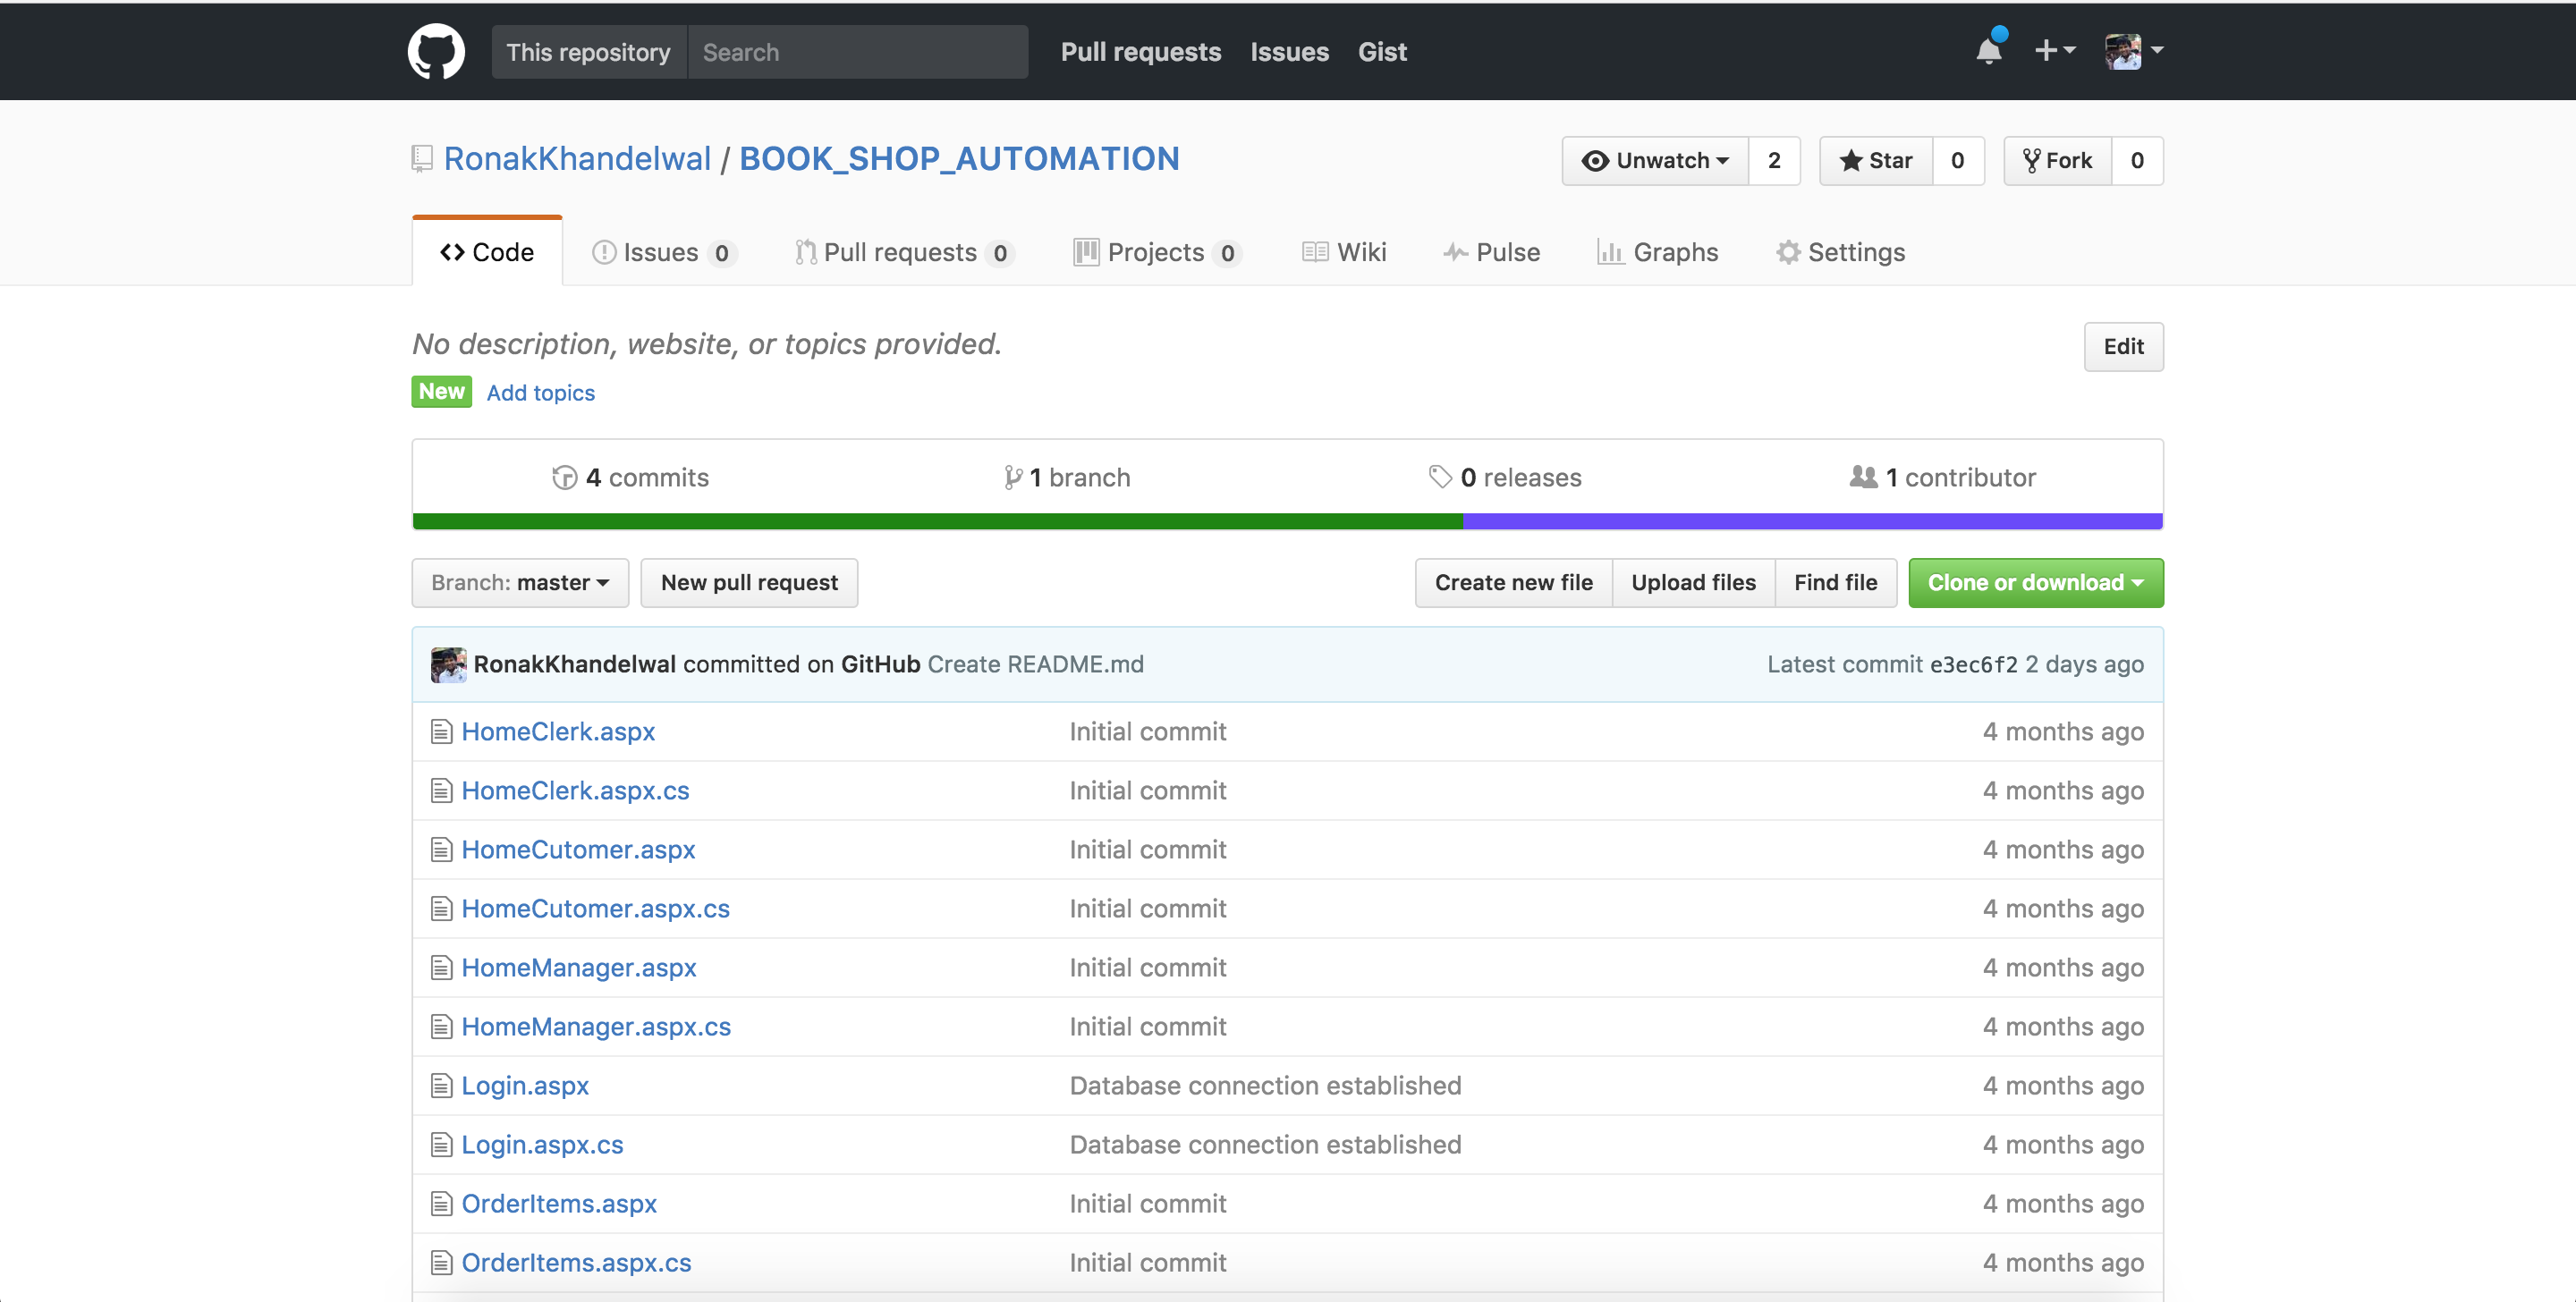 This repository Search Pull requests Issues Gist
RonakKhandelwal / BOOK_SHOP_AUTOMATION Unwatch 2 Star 0 Fork 0
Code Issues 0 Pull requests 0 Projects 0 Wiki Pulse Graphs Settings
No description, website, or topics provided. Edit
New Add topics
4 commits 1 branch 0 releases 1 contributor
Branch: master New pull request Create new file Upload files Find file Clone or download
RonakKhandelwal committed on GitHub Create README.md Latest commit e3ec6f2 2 days ago
HomeClerk.aspx Initial commit 4 months ago
HomeClerk.aspx.cs Initial commit 4 months ago
HomeCutomer.aspx Initial commit 4 months ago
HomeCutomer.aspx.cs Initial commit 4 months ago
HomeManager.aspx Initial commit 4 months ago
HomeManager.aspx.cs Initial commit 4 months ago
Login.aspx Database connection established 4 months ago
Login.aspx.cs Database connection established 4 months ago
OrderItems.aspx Initial commit 4 months ago
OrderItems.aspx.cs Initial commit 4 months ago